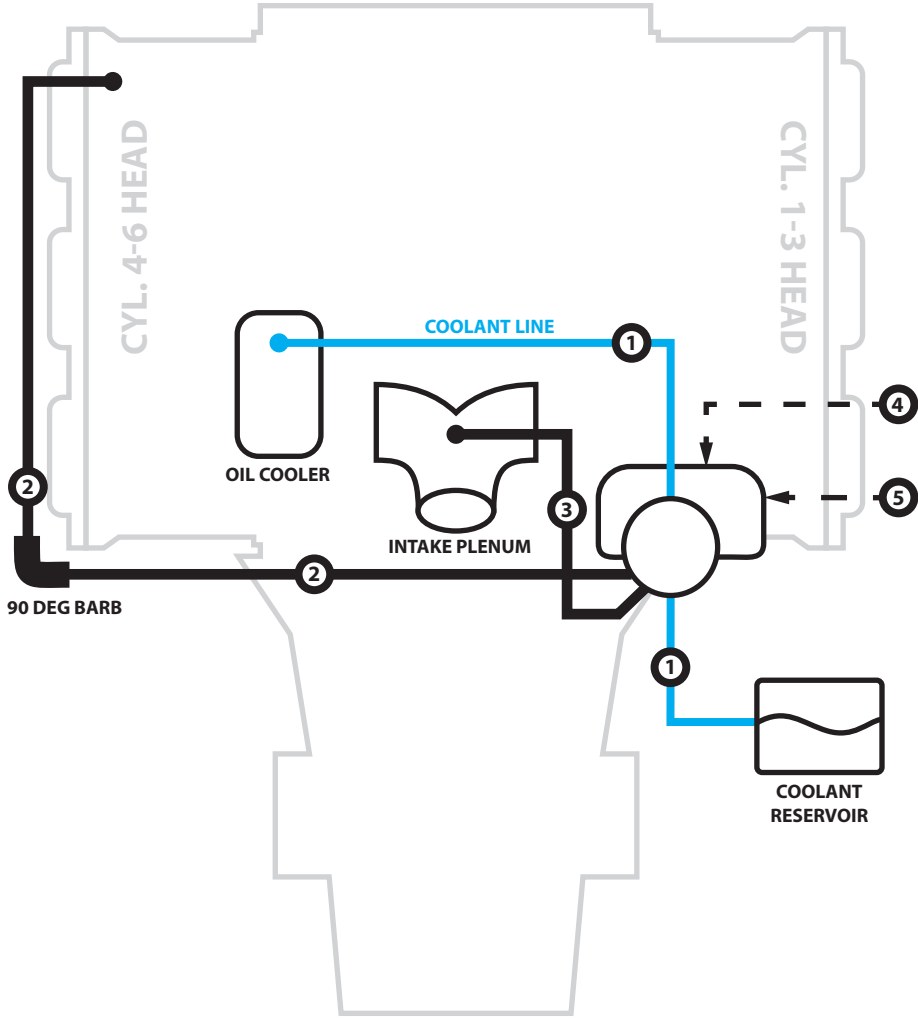 CYL. 4-6 HEAD
CYL. 1-3 HEAD
COOLANT LINE
1
4
OIL COOLER
2
3
5
INTAKE PLENUM
2
90 DEG BARB
1
COOLANT
RESERVOIR